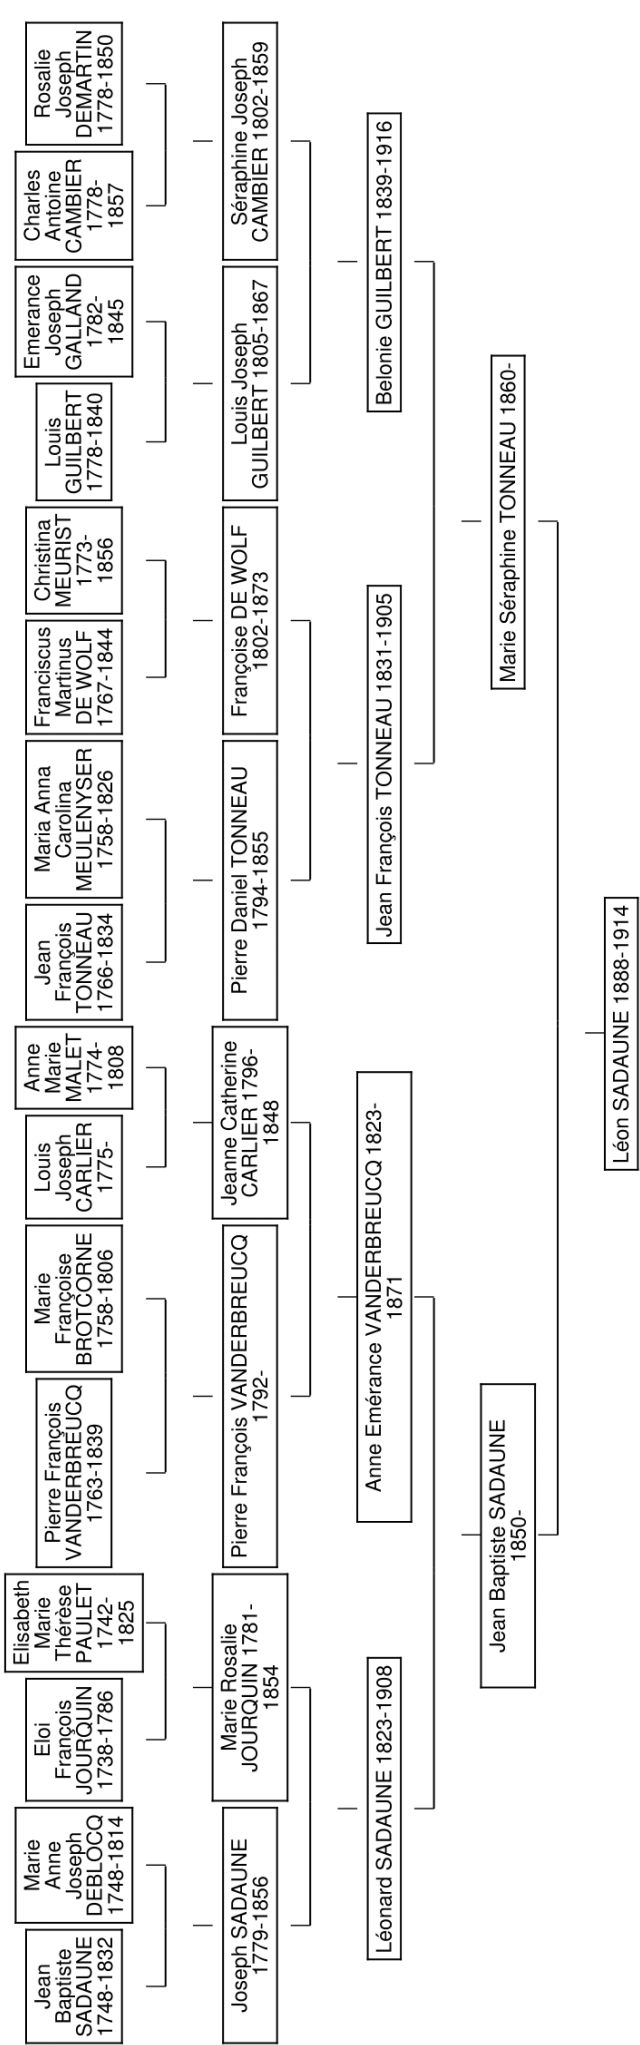 Jean
Baptiste
SADAUNE
1748-1832
Marie
Anne
Joseph
DEBLOCQ
1748-1814
Eloi
François
JOURQUIN
1738-1786
Elisabeth
Marie
Thérèse
PAULET
1742-
1825
Pierre François
VANDERBREUCQ
1763-1839
Marie
Françoise
BROTCORNE
1758-1806
Louis
Joseph
CARLIER
1775-
Anne
Marie
MALET
1774-
1808
Jean
François
TONNEAU
1766-1834
Maria Anna
Carolina
MEULENYSER
1758-1826
Franciscus
Martinus
DE WOLF
1767-1844
Christina
MEURIST
1773-
1856
Louis
GUILBERT
1778-1840
Emerance
Joseph
GALLAND
1782-
1845
Charles
Antoine
CAMBIER
1778-
1857
Rosalie
Joseph
DEMARTIN
1778-1850
Joseph SADAUNE
1779-1856
Marie Rosalie
JOURQUIN 1781-
1854
Pierre François VANDERBREUCQ
1792-
Jeanne Catherine
CARLIER 1796-
1848
Pierre Daniel TONNEAU
1794-1855
Françoise DE WOLF
1802-1873
Louis Joseph
GUILBERT 1805-1867
Séraphine Joseph
CAMBIER 1802-1859
Léonard SADAUNE 1823-1908
Anne Emérance VANDERBREUCQ 1823-
1871
Jean François TONNEAU 1831-1905
Belonie GUILBERT 1839-1916
Jean Baptiste SADAUNE
1850-
Marie Séraphine TONNEAU 1860-
Léon SADAUNE 1888-1914